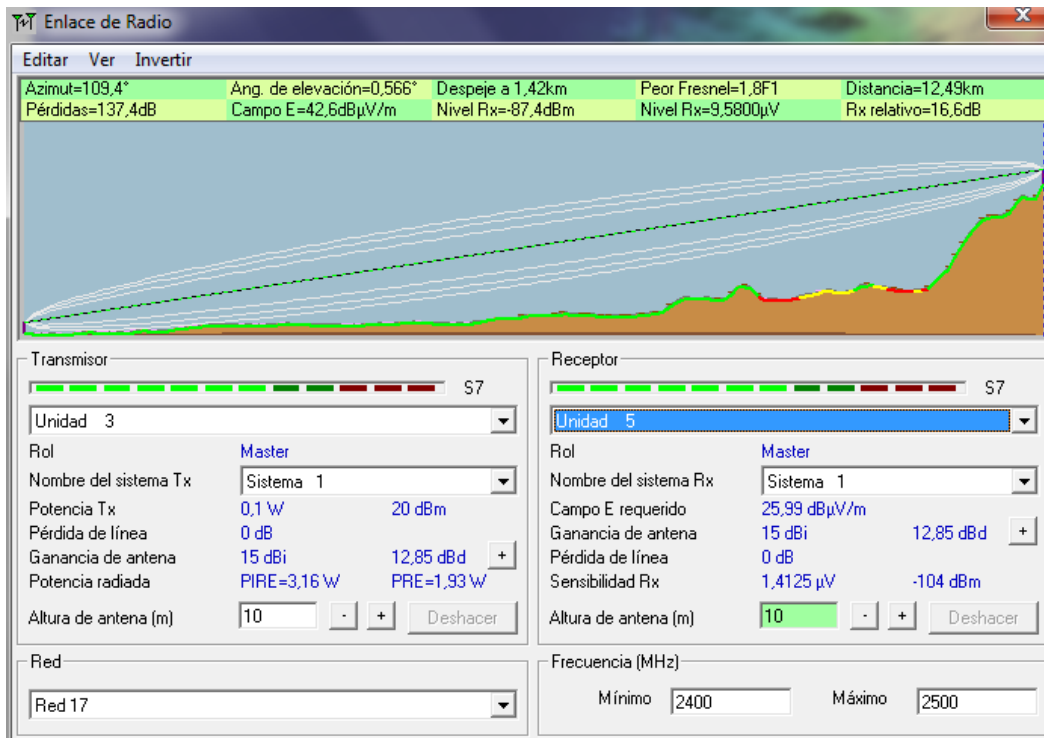 Enlace de Radio
Editar Ver Invertir
Azimut=109,4° Ang. de elevación=0,566° Despeje a 1,42km Peor Fresnel=1,8F1 Distancia=12,49km
Pérdidas=137,4dB Campo E=42,6dBµV/m Nivel Rx=-87,4dBm Nivel Rx=9,5800µV Rx relativo=16,6dB
Transmisor
S7
Unidad 3
Rol Master
Nombre del sistema Tx Sistema 1
Potencia Tx 0,1 W 20 dBm
Pérdida de línea 0 dB
Ganancia de antena 15 dBi 12,85 dBd +
Potencia radiada PIRE=3,16 W PRE=1,93 W
Altura de antena (m) 10 - + Deshacer
Red
Red 17
Receptor
S7
Unidad 5
Rol Master
Nombre del sistema Rx Sistema 1
Campo E requerido 25,99 dBµV/m
Ganancia de antena 15 dBi 12,85 dBd +
Pérdida de línea 0 dB
Sensibilidad Rx 1,4125 µV -104 dBm
Altura de antena (m) 10 - + Deshacer
Frecuencia (MHz)
Mínimo 2400 Máximo 2500